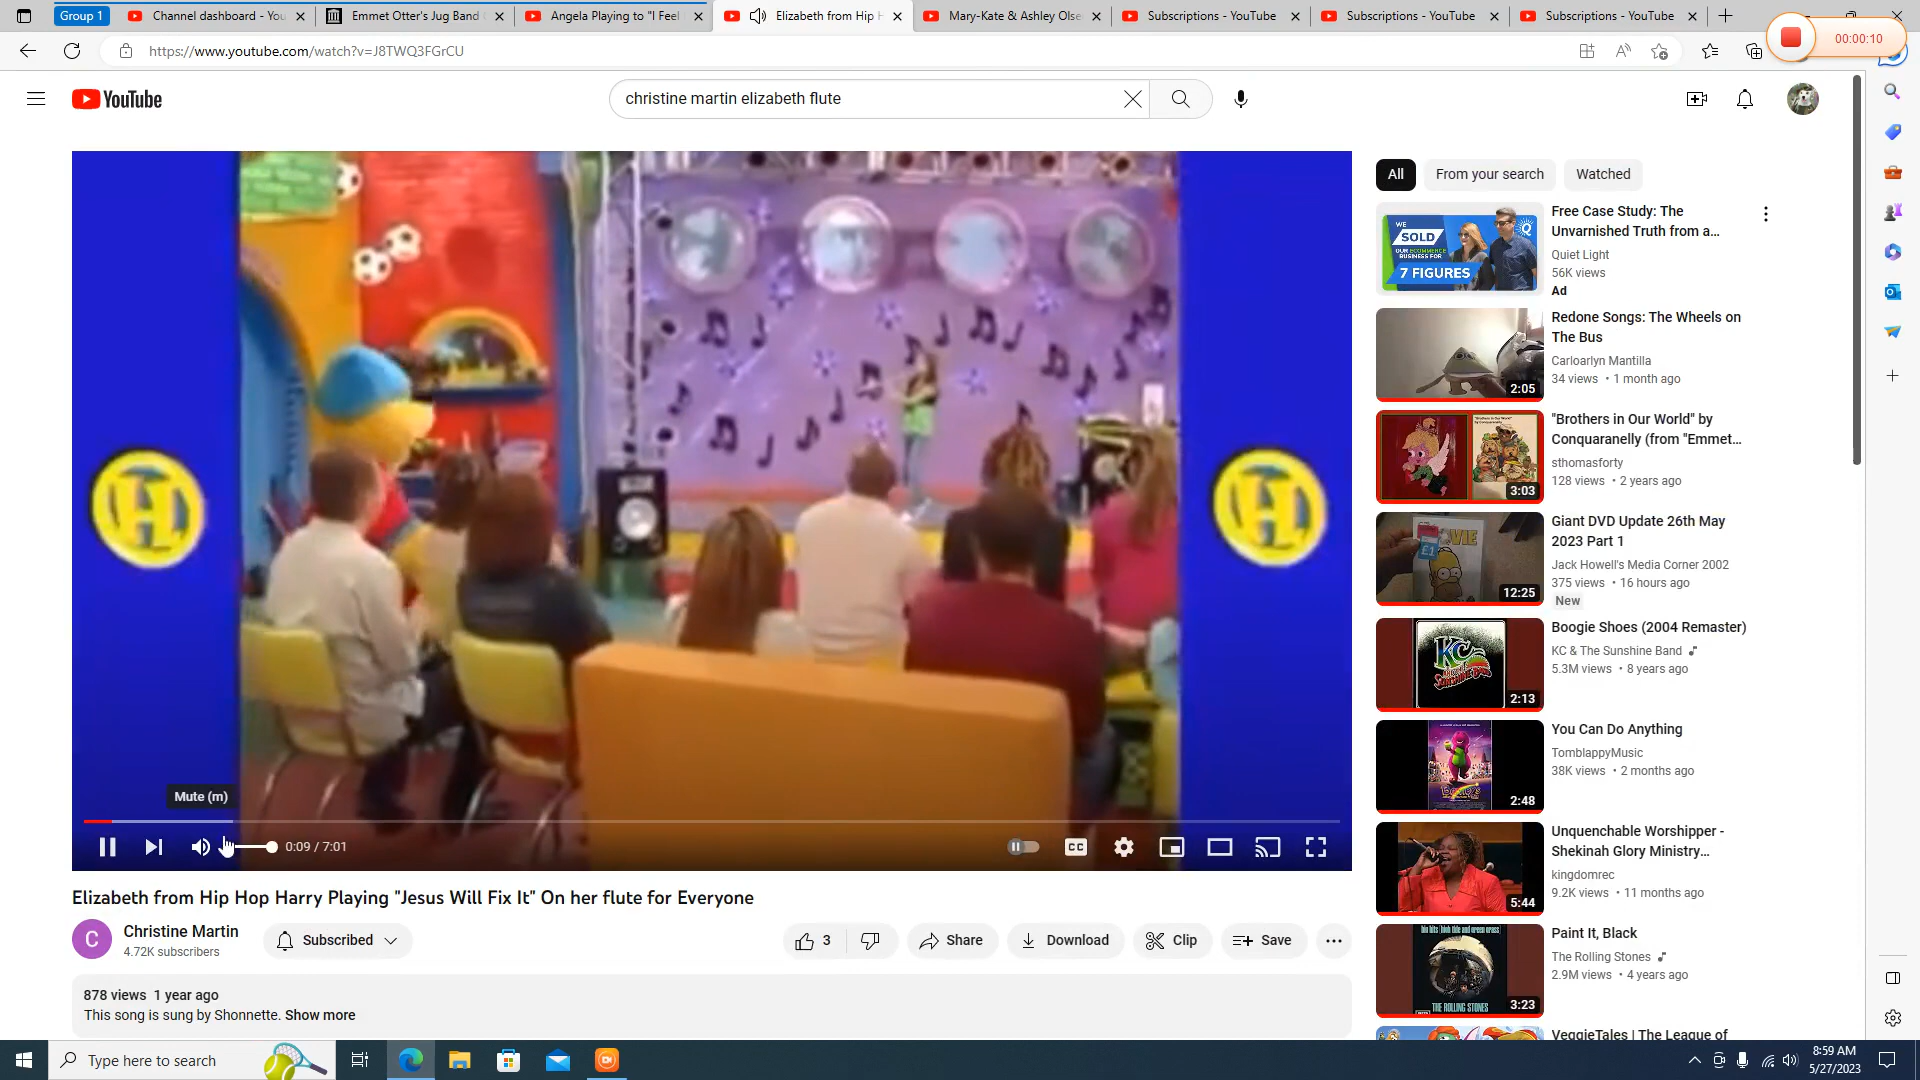 Group 1
Channel dashboard - You
Emmet Otter's Jug Band
Angela Playing to "I Feel
Elizabeth from Hip H
Mary-Kate & Ashley Olse
Subscriptions - YouTube
Subscriptions - YouTube
Subscriptions - YouTube
https://www.youtube.com/watch?v=J8TWQ3FGrCU
00:00:10
YouTube
christine martin elizabeth flute
All
From your search
Watched
WE
SOLD
OUR ECOMMERCE
BUSINESS FOR
7 FIGURES
Free Case Study: The
Unvarnished Truth from a...
Quiet Light
56K views
Ad
Redone Songs: The Wheels on
The Bus
Carloarlyn Mantilla
34 views • 1 month ago
2:05
"Brothers in Our World" by
Conquaranelly (from "Emmet...
sthomasforty
128 views • 2 years ago
3:03
Giant DVD Update 26th May
2023 Part 1
Jack Howell's Media Corner 2002
375 views • 16 hours ago
New
£1
12:25
Boogie Shoes (2004 Remaster)
KC & The Sunshine Band
5.3M views • 8 years ago
KC
2:13
You Can Do Anything
TomblappyMusic
38K views • 2 months ago
2:48
Unquenchable Worshipper -
Shekinah Glory Ministry...
kingdomrec
9.2K views • 11 months ago
5:44
Paint It, Black
The Rolling Stones
2.9M views • 4 years ago
THE ROLLING STONES
3:23
VeggieTales | The League of
H
H
Mute (m)
0:09 / 7:01
CC
Elizabeth from Hip Hop Harry Playing "Jesus Will Fix It" On her flute for Everyone
C
Christine Martin
4.72K subscribers
Subscribed
3
Share
Download
Clip
Save
878 views 1 year ago
This song is sung by Shonnette. Show more
Type here to search
8:59 AM
5/27/2023